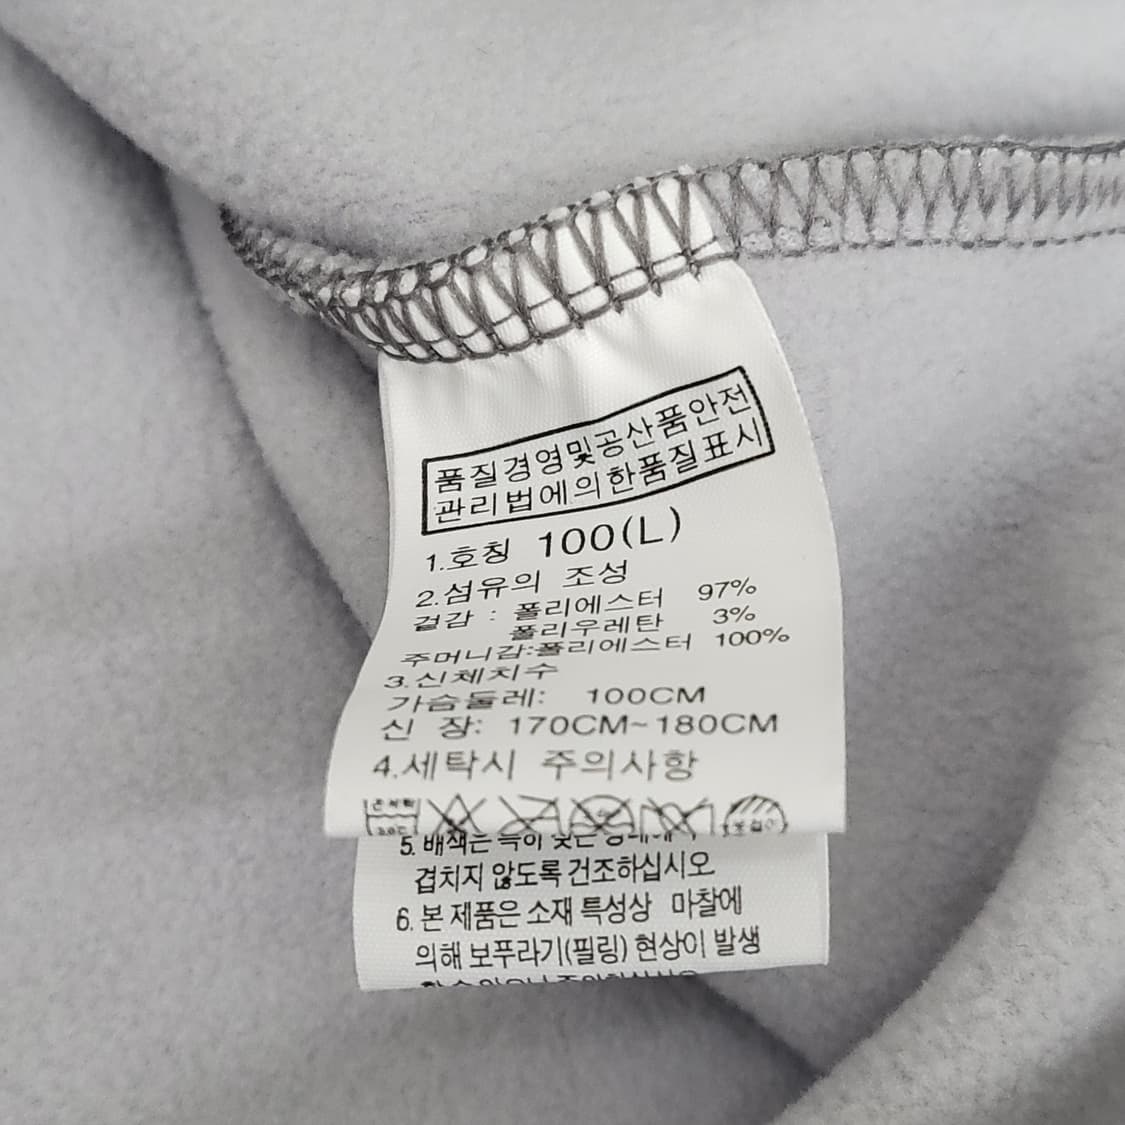 품질경영및공산품안전
관리법에의한품질표시
1.호칭 100(L)
2.섬유의 조성
겉감 : 폴리에스터 97%
폴리우레탄 3%
주머니감:폴리에스터 100%
3.신체치수
가슴둘레: 100CM
신 장: 170CM~180CM
4.세탁시 주의사항
5. 배색은
겹치지 않도록 건조하십시오
6. 본 제품은 소재 특성상 마찰에
의해 보푸라기(필링) 현상이 발생